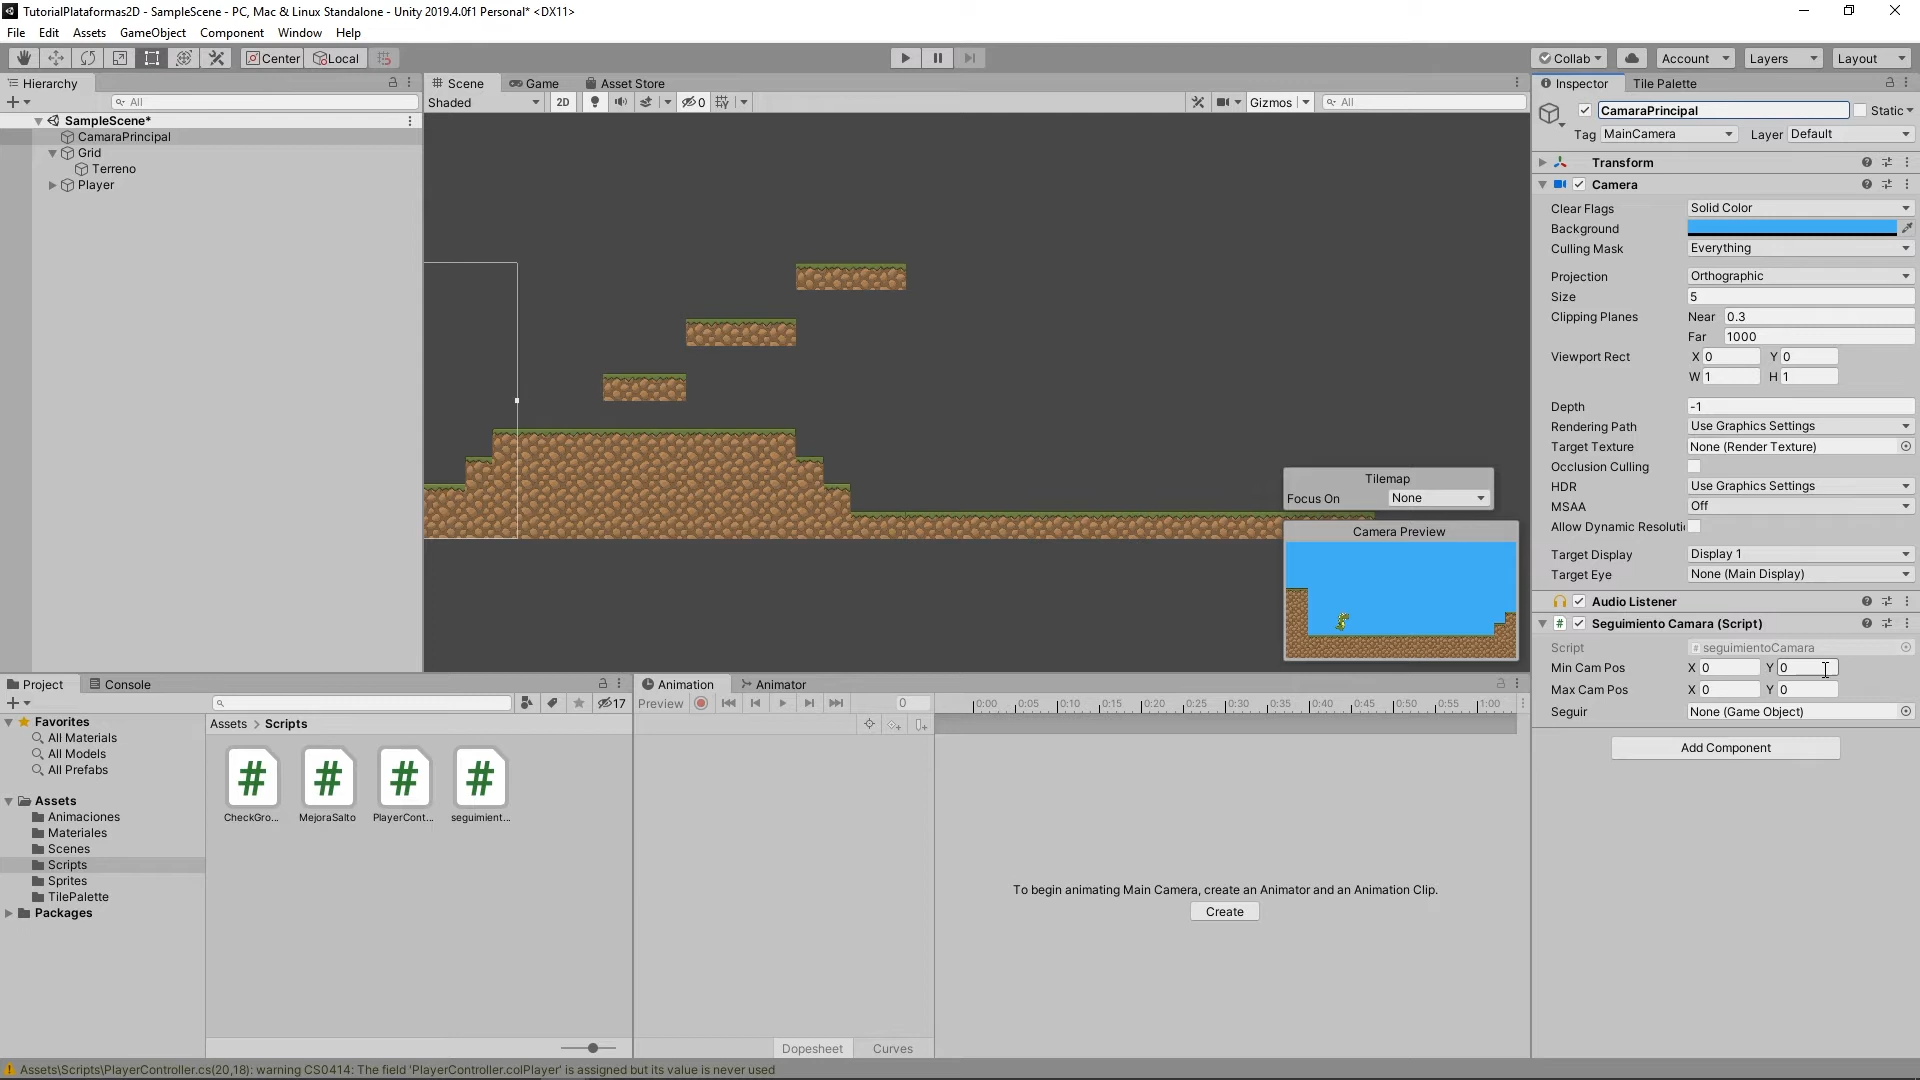 TutorialPlataformas2D - SampleScene - PC, Mac & Linux Standalone - Unity 2019.4.0f1 Personal* <DX11>
File Edit Assets GameObject Component Window Help
Center Local Collab Account Layers Layout
Hierarchy
All
SampleScene*
CamaraPrincipal
Grid
Terreno
Player
Scene Game Asset Store
Shaded 2D 0 Gizmos All
Tilemap
Focus On None
Camera Preview
Inspector Tile Palette
CamaraPrincipal Static
Tag MainCamera Layer Default
Transform
Camera
Clear Flags Solid Color
Background
Culling Mask Everything
Projection Orthographic
Size 5
Clipping Planes Near 0.3
Far 1000
Viewport Rect X 0 Y 0
W 1 H 1
Depth -1
Rendering Path Use Graphics Settings
Target Texture None (Render Texture)
Occlusion Culling
HDR Use Graphics Settings
MSAA Off
Allow Dynamic Resoluti
Target Display Display 1
Target Eye None (Main Display)
Audio Listener
# Seguimiento Camara (Script)
Script # seguimientoCamara
Min Cam Pos X 0 Y 0
Max Cam Pos X 0 Y 0
Seguir None (Game Object)
Add Component
Project Console
17
Favorites
All Materials
All Models
All Prefabs
Assets
Animaciones
Materiales
Scenes
Scripts
Sprites
TilePalette
Packages
Assets > Scripts
# # # #
CheckGro... MejoraSalto PlayerCont... seguimient...
Animation Animator
Preview 0
0:00 0:05 0:10 0:15 0:20 0:25 0:30 0:35 0:40 0:45 0:50 0:55 1:00
To begin animating Main Camera, create an Animator and an Animation Clip.
Create
Dopesheet Curves
Assets\Scripts\PlayerController.cs(20,18): warning CS0414: The field 'PlayerController.colPlayer' is assigned but its value is never used